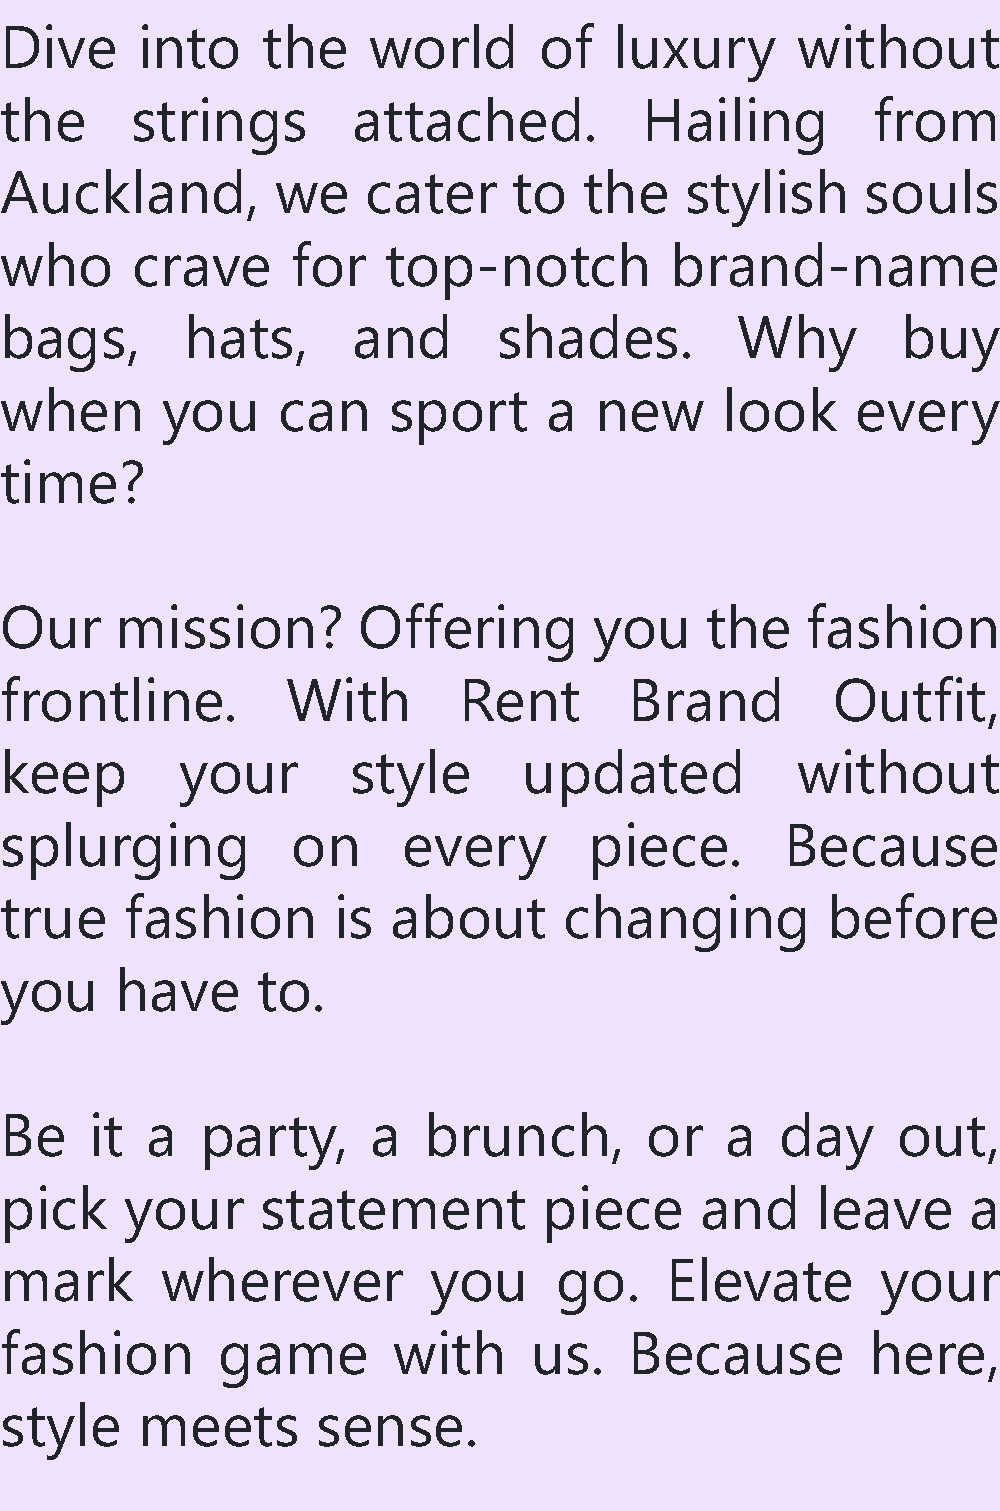 Dive into the world of luxury without
the strings attached. Hailing from
Auckland, we cater to the stylish souls
who crave for top-notch brand-name
bags, hats, and shades. Why buy
when you can sport a new look every
time?
Our mission? Offering you the fashion
frontline. With Rent Brand Outfit,
keep your style updated without
splurging on every piece. Because
true fashion is about changing before
you have to.
Be it a party, a brunch, or a day out,
pick your statement piece and leave a
mark wherever you go. Elevate your
fashion game with us. Because here,
style meets sense.